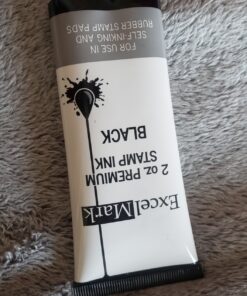 ExcelMark
2 oz. PREMIUM
STAMP INK
BLACK
FOR USE IN
SELF-INKING AND
RUBBER STAMP PADS